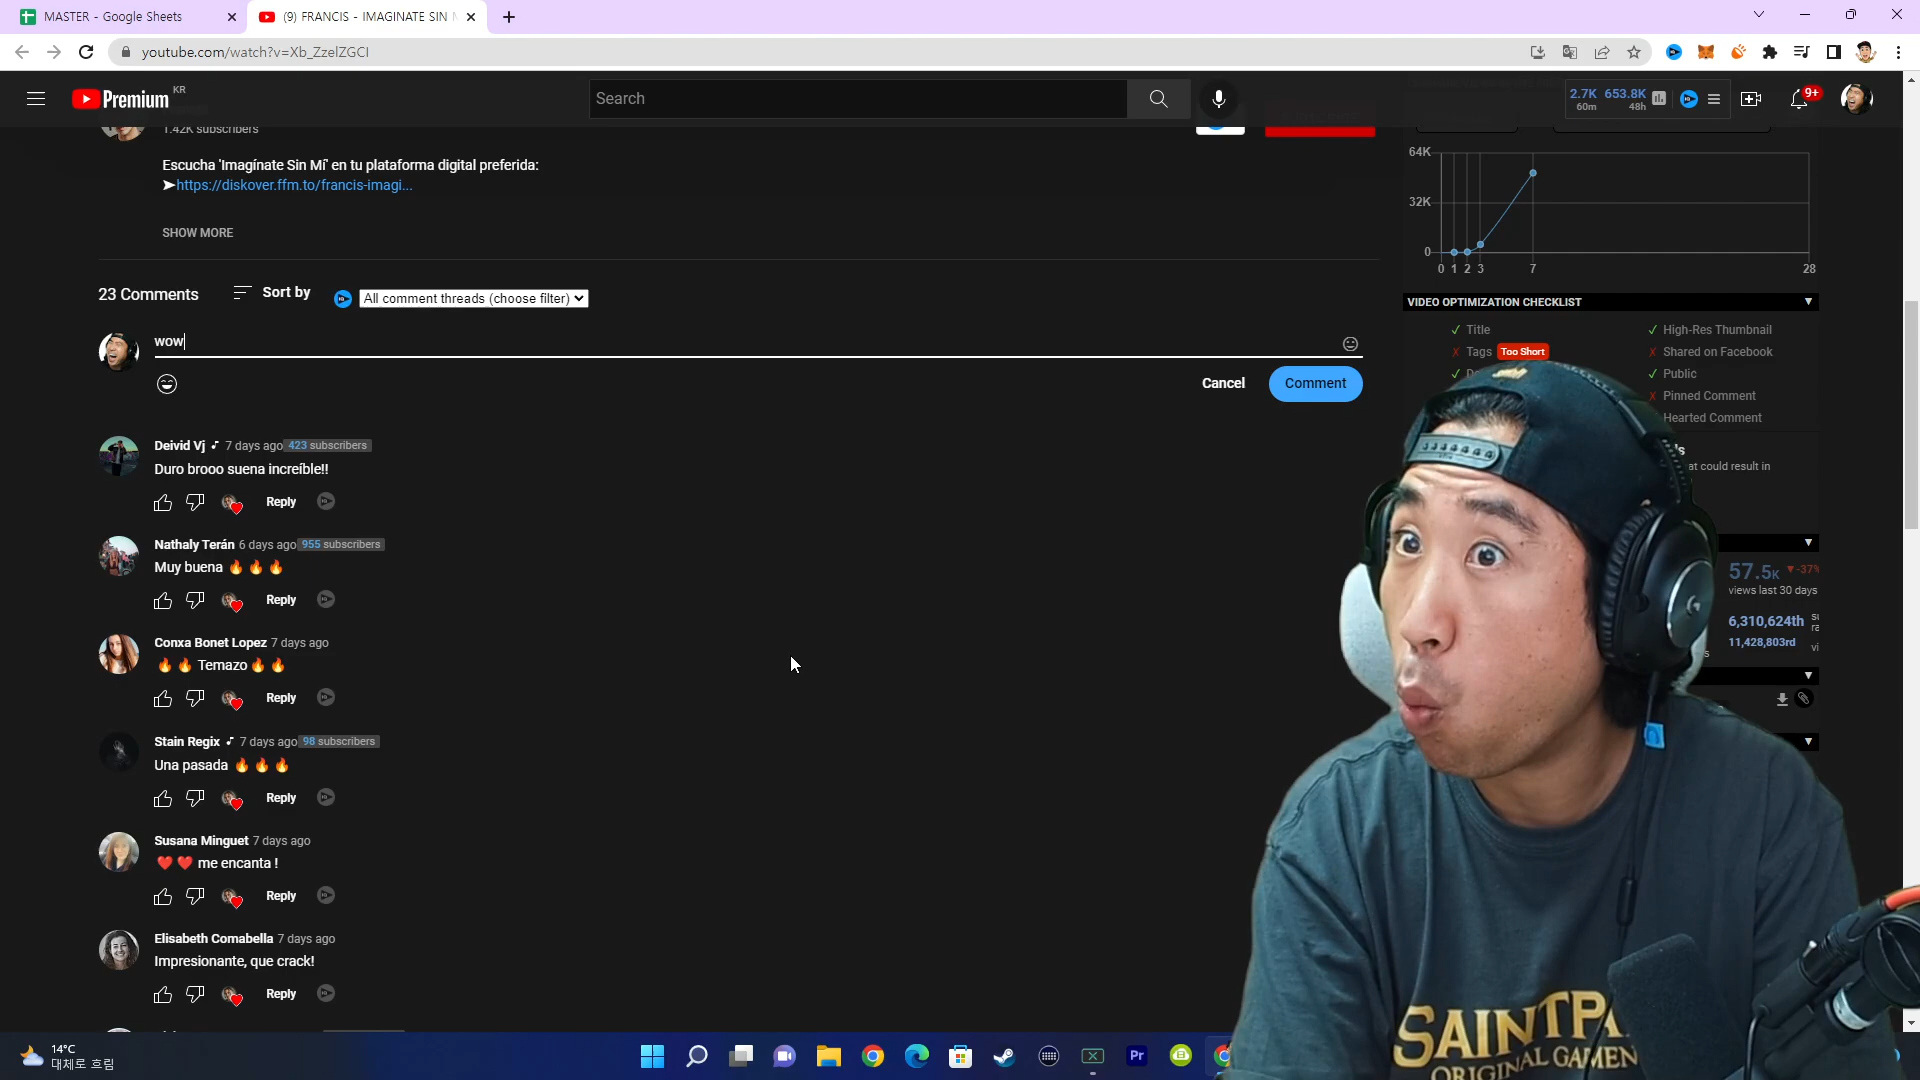 MASTER - Google Sheets
(9) FRANCIS - IMAGINATE SIN
youtube.com/watch?v=Xb_ZzelZGCI
Premium KR
Search
2.7K 653.8K
60m 48h
9+
1.42K subscribers
Escucha 'Imagínate Sin Mí' en tu plataforma digital preferida:
➤https://diskover.ffm.to/francis-imagi...
SHOW MORE
23 Comments
Sort by
All comment threads (choose filter)
wow
Cancel
Comment
Deivid Vj 7 days ago 423 subscribers
Duro brooo suena increíble!!
Reply
Nathaly Terán 6 days ago 955 subscribers
Muy buena 🔥 🔥 🔥
Reply
Conxa Bonet Lopez 7 days ago
🔥 🔥 Temazo 🔥 🔥
Reply
Stain Regix 7 days ago 98 subscribers
Una pasada 🔥 🔥 🔥
Reply
Susana Minguet 7 days ago
❤️ ❤️ me encanta !
Reply
Elisabeth Comabella 7 days ago
Impresionante, que crack!
Reply
64K
32K
0
0 1 2 3 7 28
VIDEO OPTIMIZATION CHECKLIST
✓ Title
✓ High-Res Thumbnail
X Tags Too Short
X Shared on Facebook
✓ Public
X Pinned Comment
Hearted Comment
at could result in
57.5K ▼-37%
views last 30 days
6,310,624th
11,428,803rd
SAINTPA
ORIGINAL GAMEN
14°C
대체로 흐림
Pr